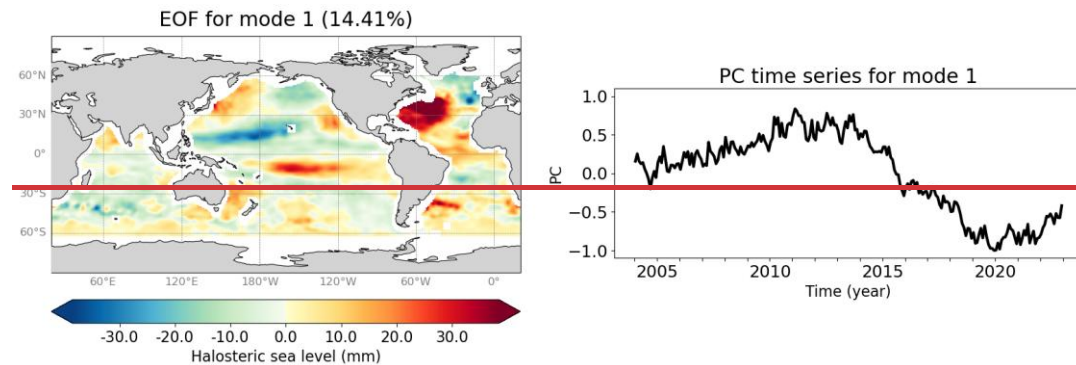 EOF for mode 1 (14.41%)
60°N
30°N
0°
30°S
60°S
60°E 120°E 180°W 120°W 60°W 0°
-30.0 -20.0 -10.0 0.0 10.0 20.0 30.0
Halosteric sea level (mm)
PC time series for mode 1
1.0
0.5
0.0
−0.5
−1.0
PC
2005 2010 2015 2020
Time (year)